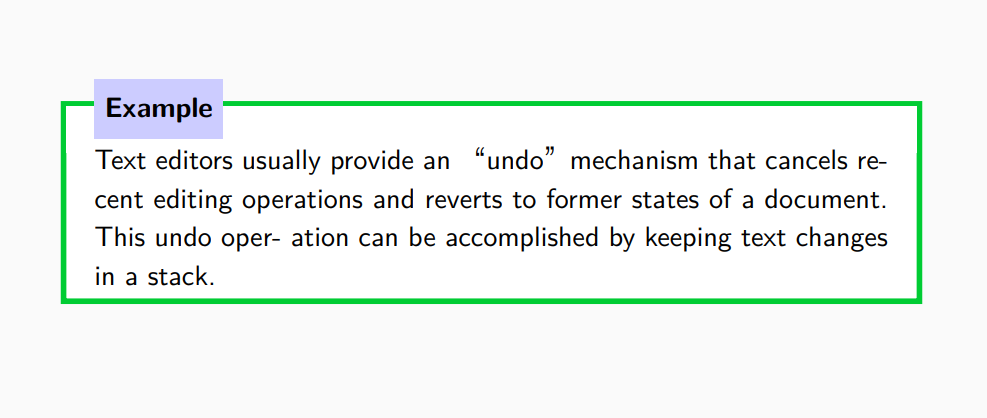 Example
Text editors usually provide an “undo” mechanism that cancels re-
cent editing operations and reverts to former states of a document.
This undo oper- ation can be accomplished by keeping text changes
in a stack.